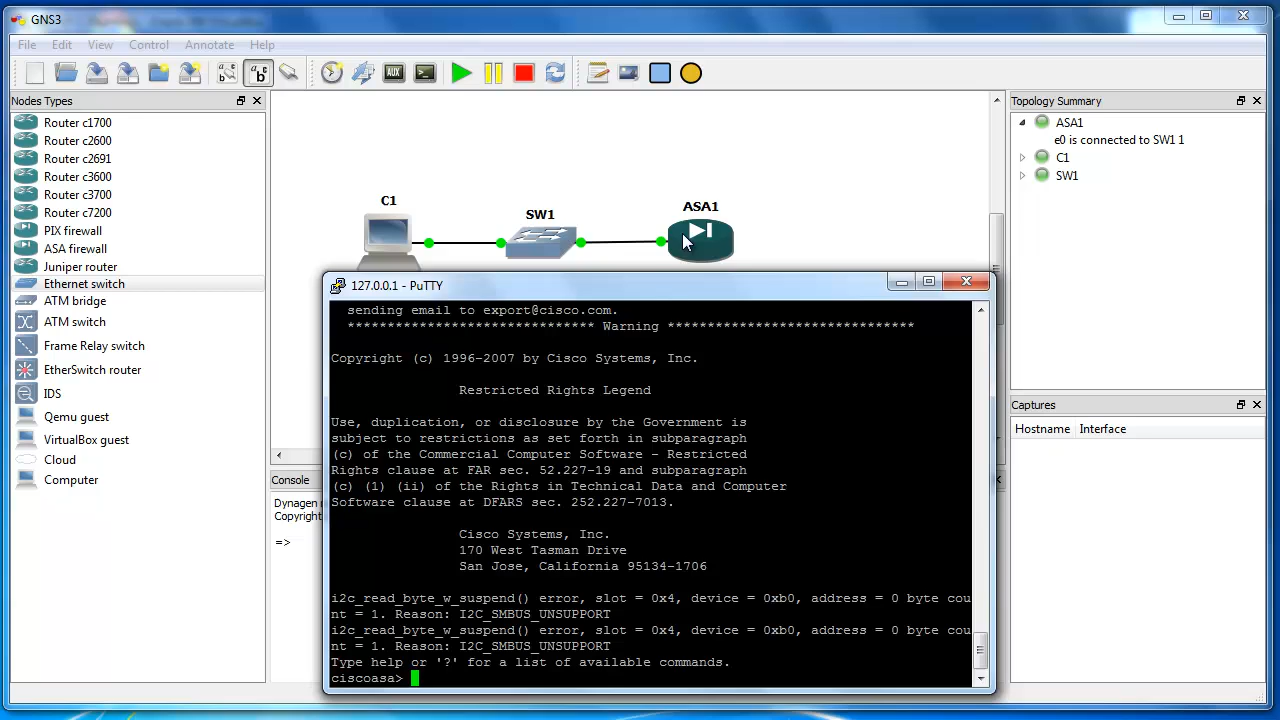 GNS3
File Edit View Control Annotate Help
Nodes Types
Router c1700
Router c2600
Router c2691
Router c3600
Router c3700
Router c7200
PIX firewall
ASA firewall
Juniper router
Ethernet switch
ATM bridge
ATM switch
Frame Relay switch
EtherSwitch router
IDS
Qemu guest
VirtualBox guest
Cloud
Computer
AUX
C1
SW1
ASA1
Topology Summary
ASA1
e0 is connected to SW1 1
C1
SW1
Captures
Hostname Interface
Console
Dynagen
Copyright
=>
127.0.0.1 - PuTTY
sending email to export@cisco.com.
******************************* Warning *******************************
Copyright (c) 1996-2007 by Cisco Systems, Inc.
Restricted Rights Legend
Use, duplication, or disclosure by the Government is
subject to restrictions as set forth in subparagraph
(c) of the Commercial Computer Software - Restricted
Rights clause at FAR sec. 52.227-19 and subparagraph
(c) (1) (ii) of the Rights in Technical Data and Computer
Software clause at DFARS sec. 252.227-7013.
Cisco Systems, Inc.
170 West Tasman Drive
San Jose, California 95134-1706
i2c_read_byte_w_suspend() error, slot = 0x4, device = 0xb0, address = 0 byte cou
nt = 1. Reason: I2C_SMBUS_UNSUPPORT
i2c_read_byte_w_suspend() error, slot = 0x4, device = 0xb0, address = 0 byte cou
nt = 1. Reason: I2C_SMBUS_UNSUPPORT
Type help or '?' for a list of available commands.
ciscoasa>